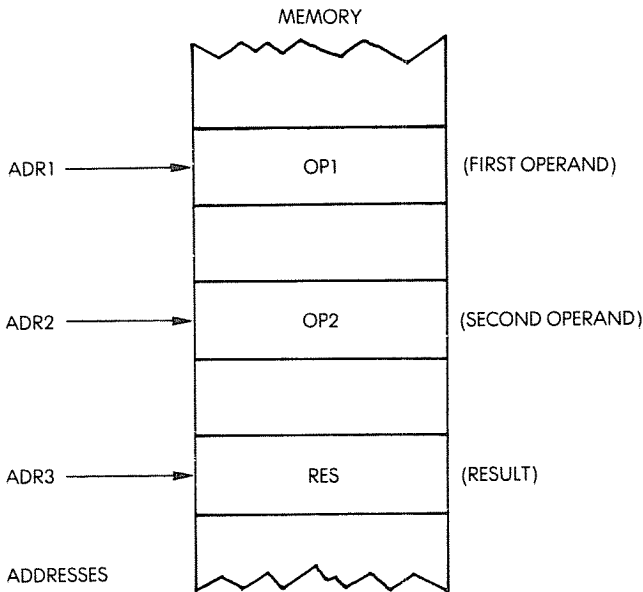 MEMORY
ADR1 OP1 (FIRST OPERAND)
ADR2 OP2 (SECOND OPERAND)
ADR3 RES (RESULT)
ADDRESSES